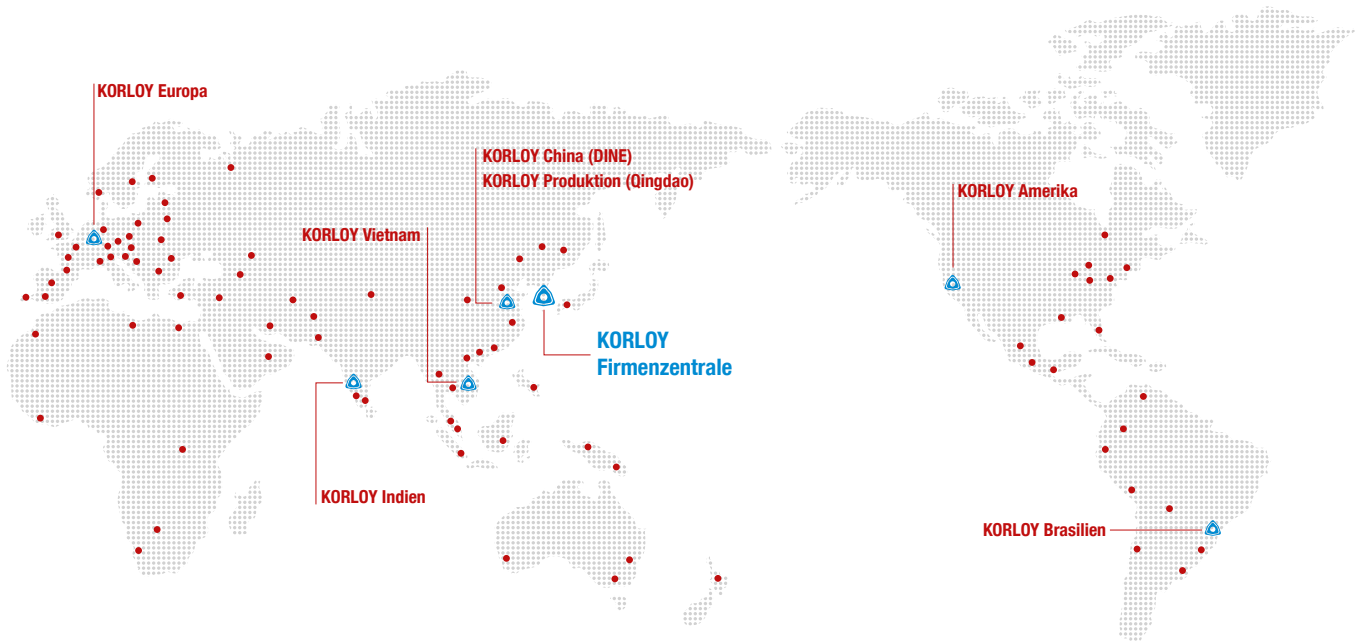 KORLOY Europa
KORLOY China (DINE)
KORLOY Produktion (Qingdao)
KORLOY Amerika
KORLOY Vietnam
KORLOY
Firmenzentrale
KORLOY Indien
KORLOY Brasilien